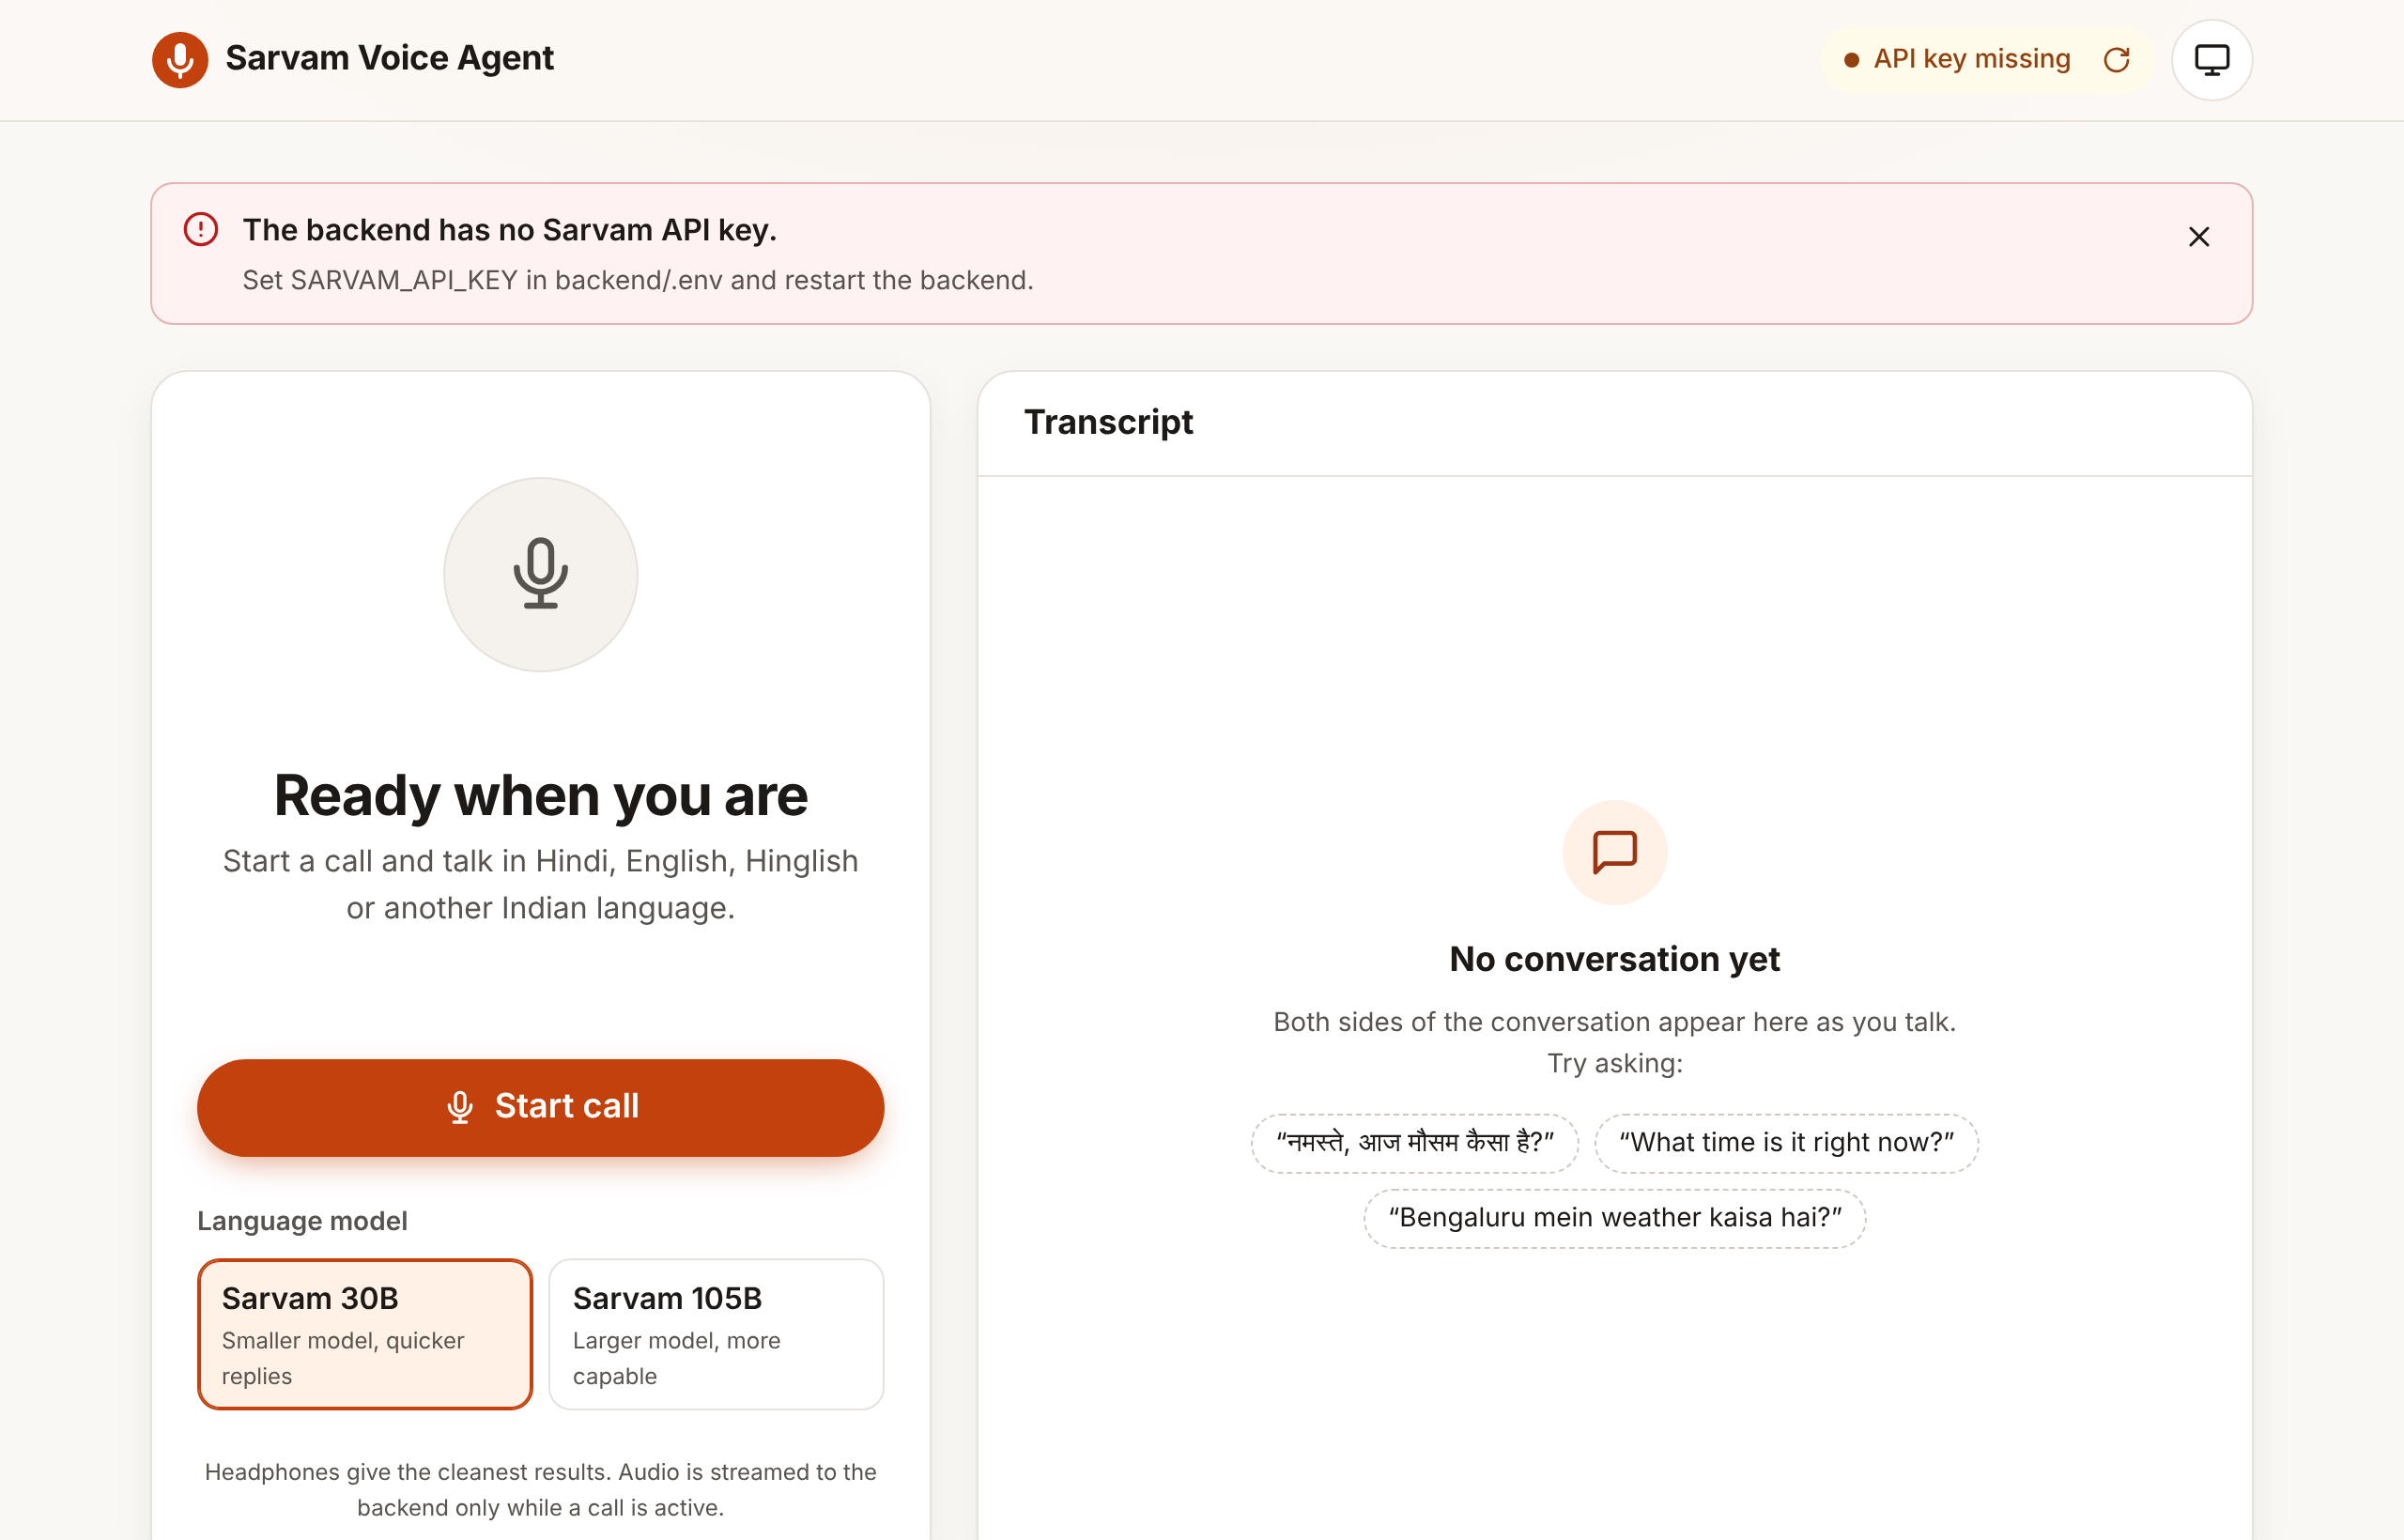 Sarvam Voice Agent
API key missing
The backend has no Sarvam API key.
Set SARVAM_API_KEY in backend/.env and restart the backend.
Ready when you are
Start a call and talk in Hindi, English, Hinglish
or another Indian language.
Start call
Language model
Sarvam 30B
Smaller model, quicker
replies
Sarvam 105B
Larger model, more
capable
Headphones give the cleanest results. Audio is streamed to the
backend only while a call is active.
Transcript
No conversation yet
Both sides of the conversation appear here as you talk.
Try asking:
“नमस्ते, आज मौसम कैसा है?”
“What time is it right now?”
“Bengaluru mein weather kaisa hai?”